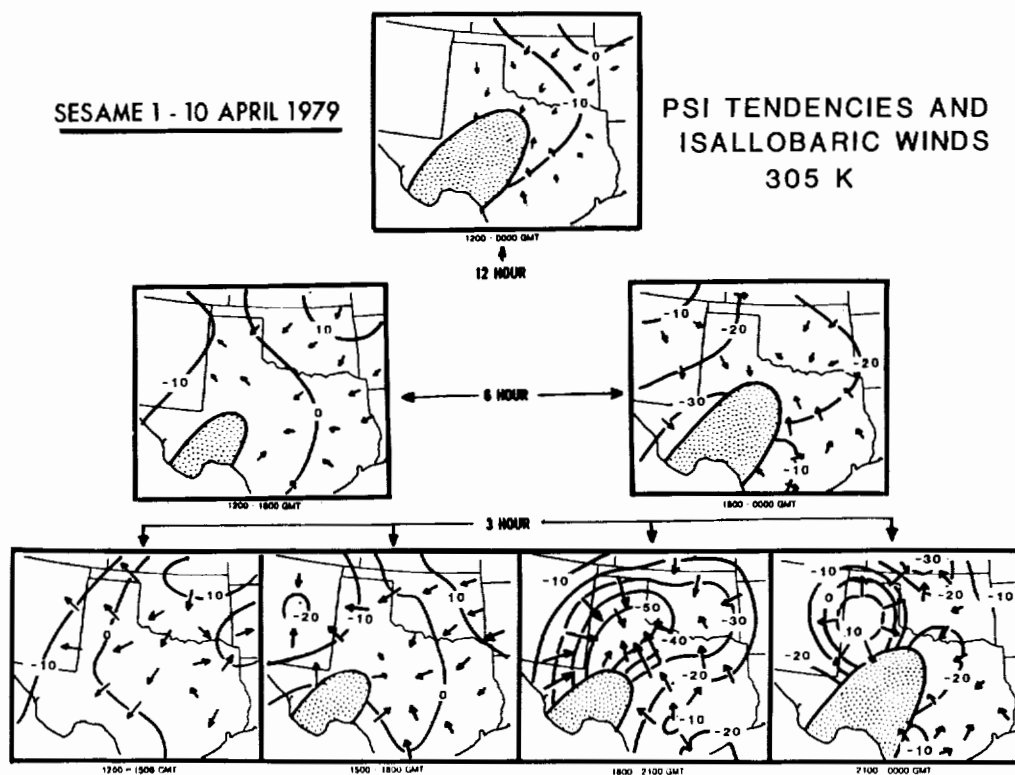 SESAME 1 - 10 APRIL 1979
PSI TENDENCIES AND
ISALLOBARIC WINDS
305 K
0
-10
1200 - 0000 GMT
12 HOUR
10
-10
0
1200 - 1800 GMT
6 HOUR
-10
-20
-20
-30
-10
1800 - 0000 GMT
3 HOUR
-10
0
-10
1200 - 1500 GMT
10
-20
-10
0
1500 - 1800 GMT
-10
-50
-30
-40
-20
-10
-20
1800 - 2100 GMT
-30
-10
-20
0
10
-20
-20
-10
2100 - 0000 GMT